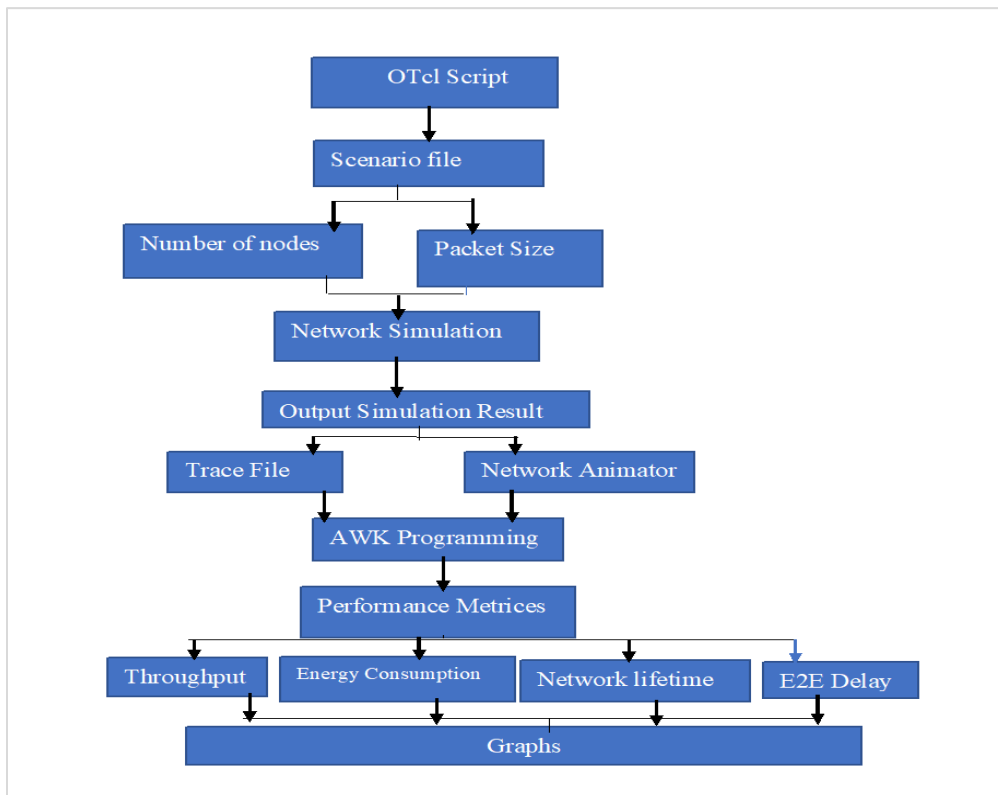 OTcl Script
Scenario file
Number of nodes
Packet Size
Network Simulation
Output Simulation Result
Trace File
Network Animator
AWK Programming
Performance Metrices
Throughput
Energy Consumption
Network lifetime
E2E Delay
Graphs